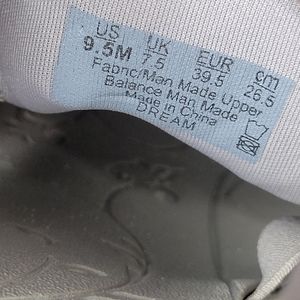 US UK EUR cm
9.5M 7.5 39.5 26.5
Fabric/Man Made Upper
Balance Man Made
Made in China
DREAM